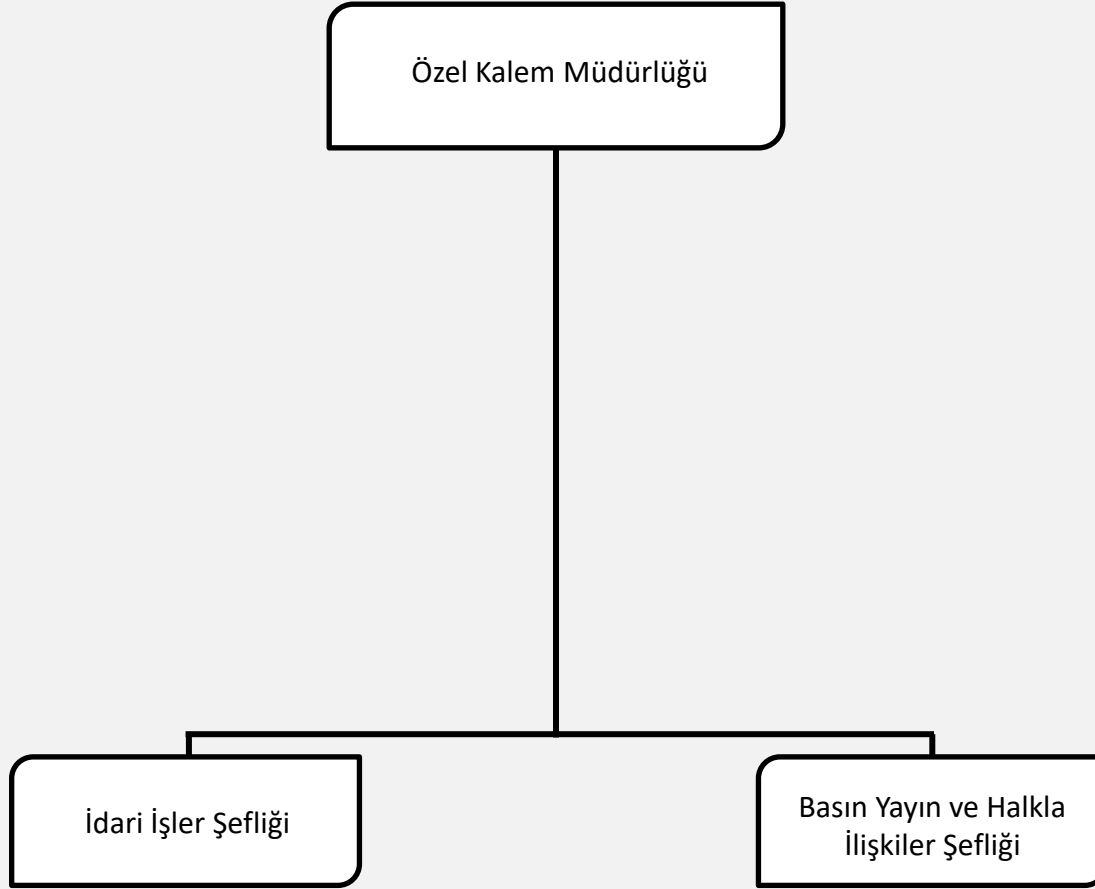 Özel Kalem Müdürlüğü
İdari İşler Şefliği
Basın Yayın ve Halkla
İlişkiler Şefliği